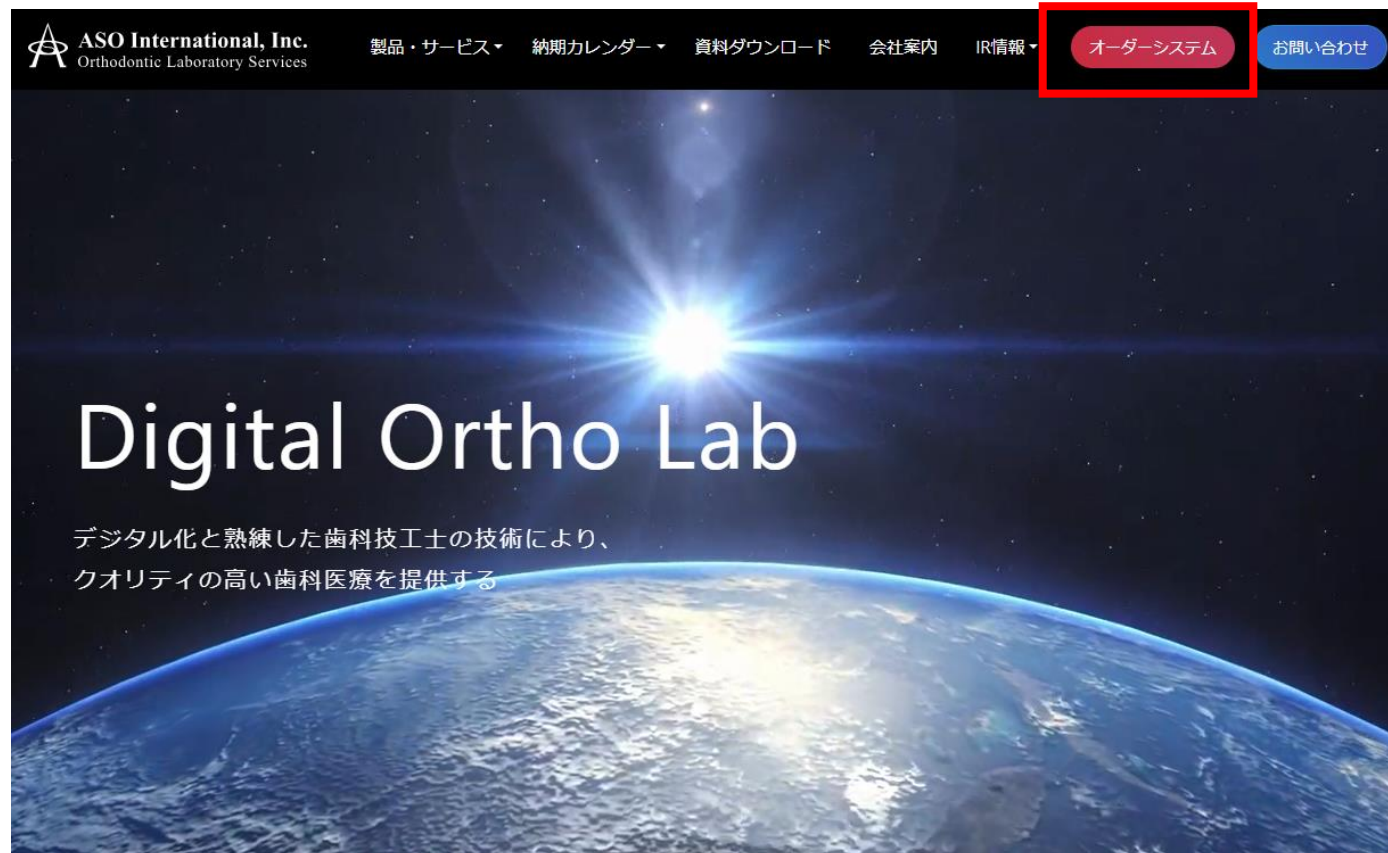 ASO International, Inc.
Orthodontic Laboratory Services
製品・サービス
納期カレンダー
資料ダウンロード
会社案内
IR情報
オーダーシステム
お問い合わせ
Digital Ortho Lab
デジタル化と熟練した歯科技工士の技術により、
クオリティの高い歯科医療を提供する